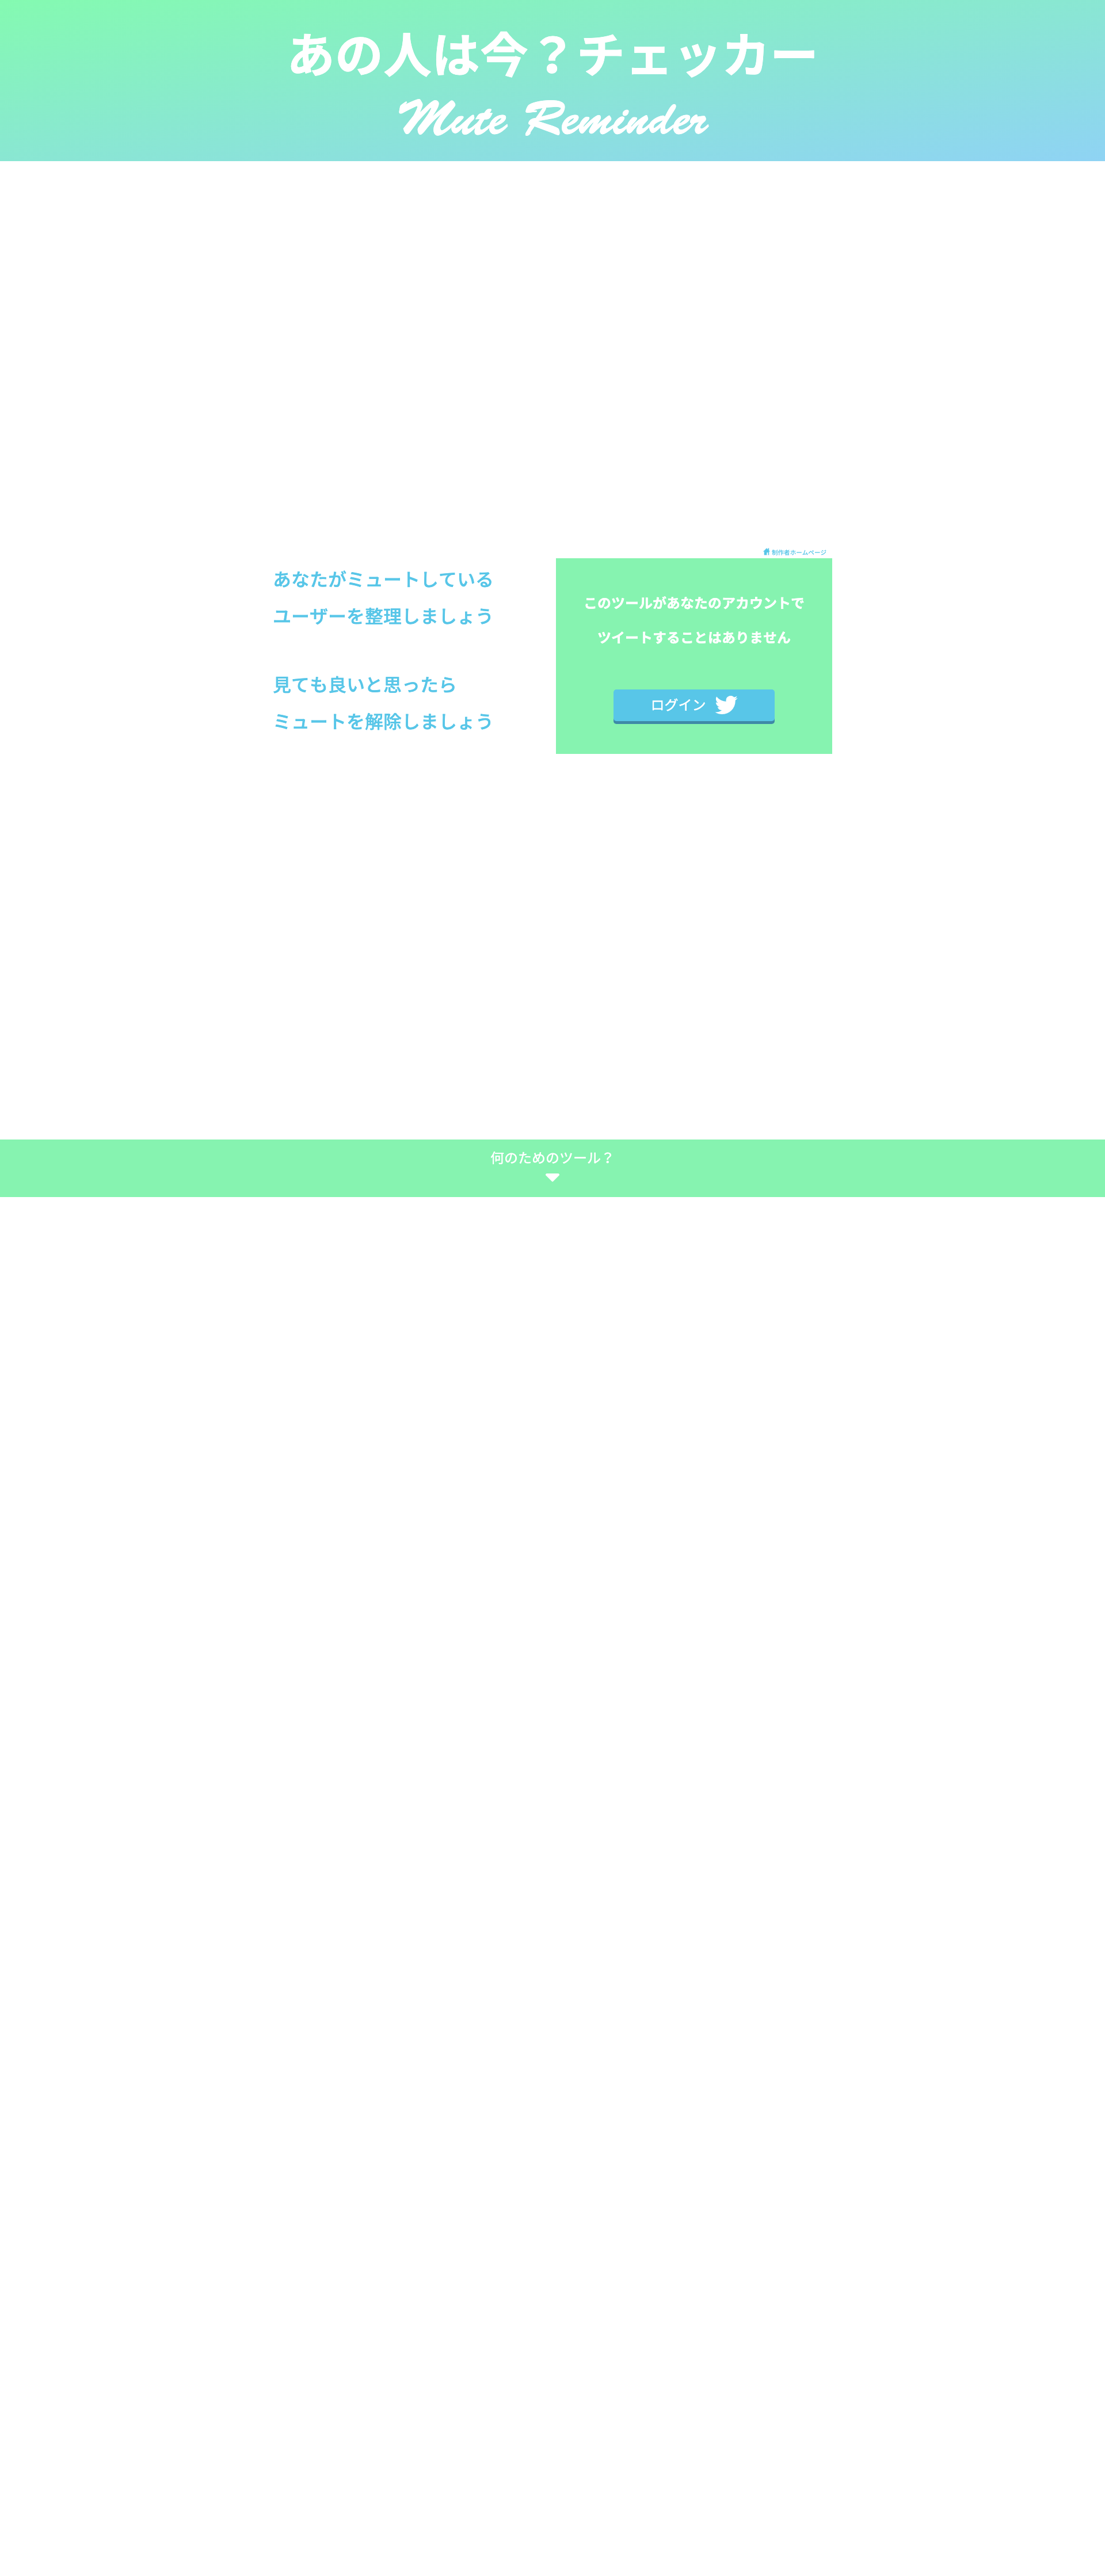 あの人は今？チェッカー
Mute Reminder
制作者ホームページ
あなたがミュートしている
ユーザーを整理しましょう
見ても良いと思ったら
ミュートを解除しましょう
このツールがあなたのアカウントで
ツイートすることはありません
ログイン
何のためのツール？